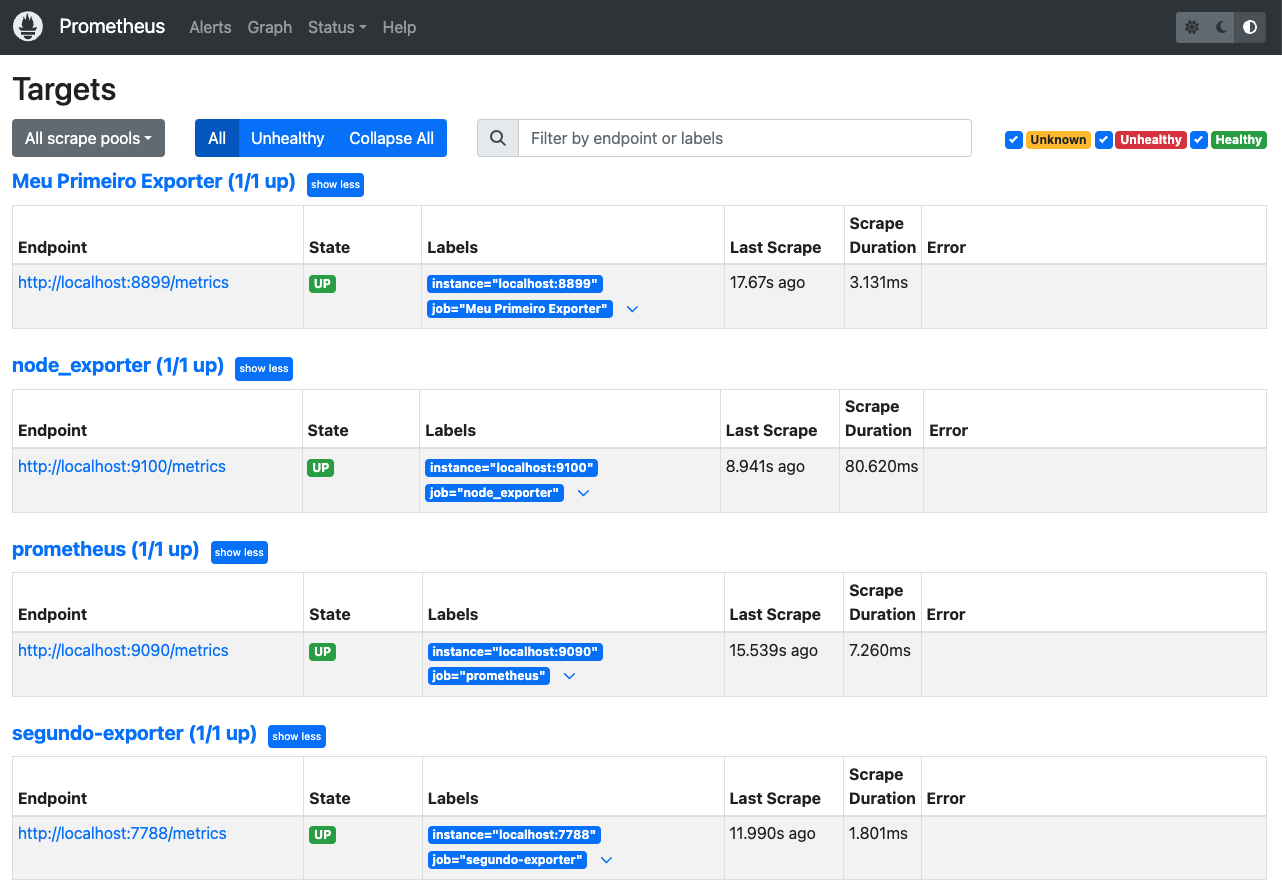 Prometheus Alerts Graph Status Help
Targets
All scrape pools All Unhealthy Collapse All Filter by endpoint or labels Unknown Unhealthy Healthy
Meu Primeiro Exporter (1/1 up) show less
Endpoint State Labels Last Scrape Scrape Duration Error
http://localhost:8899/metrics UP instance="localhost:8899" 17.67s ago 3.131ms
job="Meu Primeiro Exporter"
node_exporter (1/1 up) show less
Endpoint State Labels Last Scrape Scrape Duration Error
http://localhost:9100/metrics UP instance="localhost:9100" 8.941s ago 80.620ms
job="node_exporter"
prometheus (1/1 up) show less
Endpoint State Labels Last Scrape Scrape Duration Error
http://localhost:9090/metrics UP instance="localhost:9090" 15.539s ago 7.260ms
job="prometheus"
segundo-exporter (1/1 up) show less
Endpoint State Labels Last Scrape Scrape Duration Error
http://localhost:7788/metrics UP instance="localhost:7788" 11.990s ago 1.801ms
job="segundo-exporter"